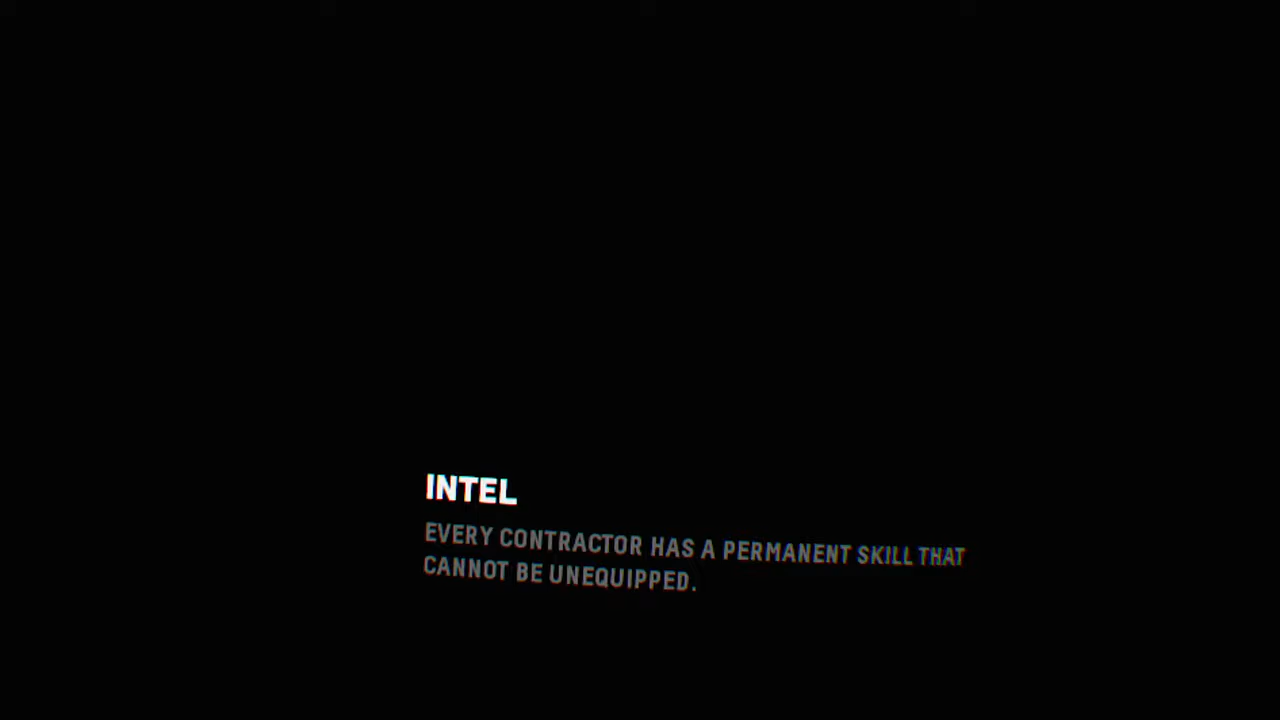 INTEL
EVERY CONTRACTOR HAS A PERMANENT SKILL THAT
CANNOT BE UNEQUIPPED.